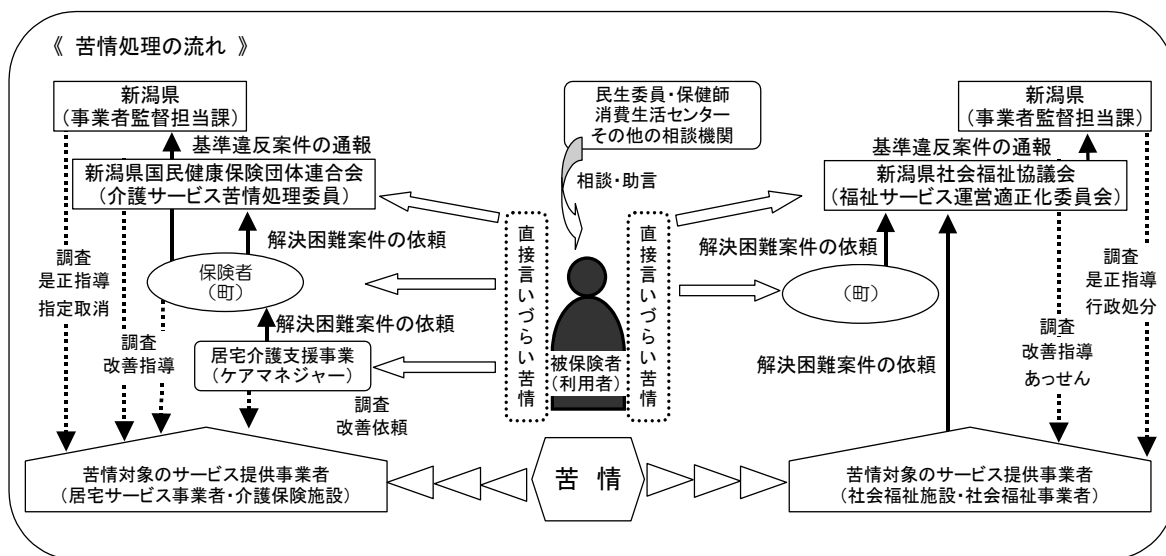 《 苦情処理の流れ 》
新潟県
（事業者監督担当課）
基準違反案件の通報
新潟県国民健康保険団体連合会
（介護サービス苦情処理委員）
解決困難案件の依頼
保険者
（町）
解決困難案件の依頼
居宅介護支援事業
（ケアマネジャー）
調査
是正指導
指定取消
調査
改善指導
調査
改善依頼
苦情対象のサービス提供事業者
（居宅サービス事業者・介護保険施設）
民生委員・保健師
消費生活センター
その他の相談機関
相談・助言
直接言いづらい苦情
被保険者
（利用者）
直接言いづらい苦情
苦 情
新潟県
（事業者監督担当課）
基準違反案件の通報
新潟県社会福祉協議会
（福祉サービス運営適正化委員会）
解決困難案件の依頼
（町）
解決困難案件の依頼
調査
改善指導
あっせん
調査
是正指導
行政処分
苦情対象のサービス提供事業者
（社会福祉施設・社会福祉事業者）